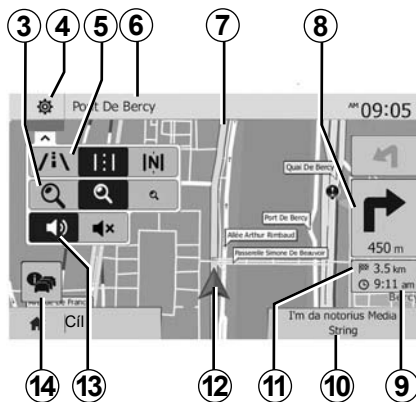 3
4
5
6
7
8
Pont De Bercy
AM 09:05
N
Quai De Bercy
Port De Bercy
Allée Arthur Rimbaud
Passerelle Simone De Beauvoir
450 m
3.5 km
9:11 am
Bercy
Cíl
I'm da notorius Media
String
14
13
12
11
10
9